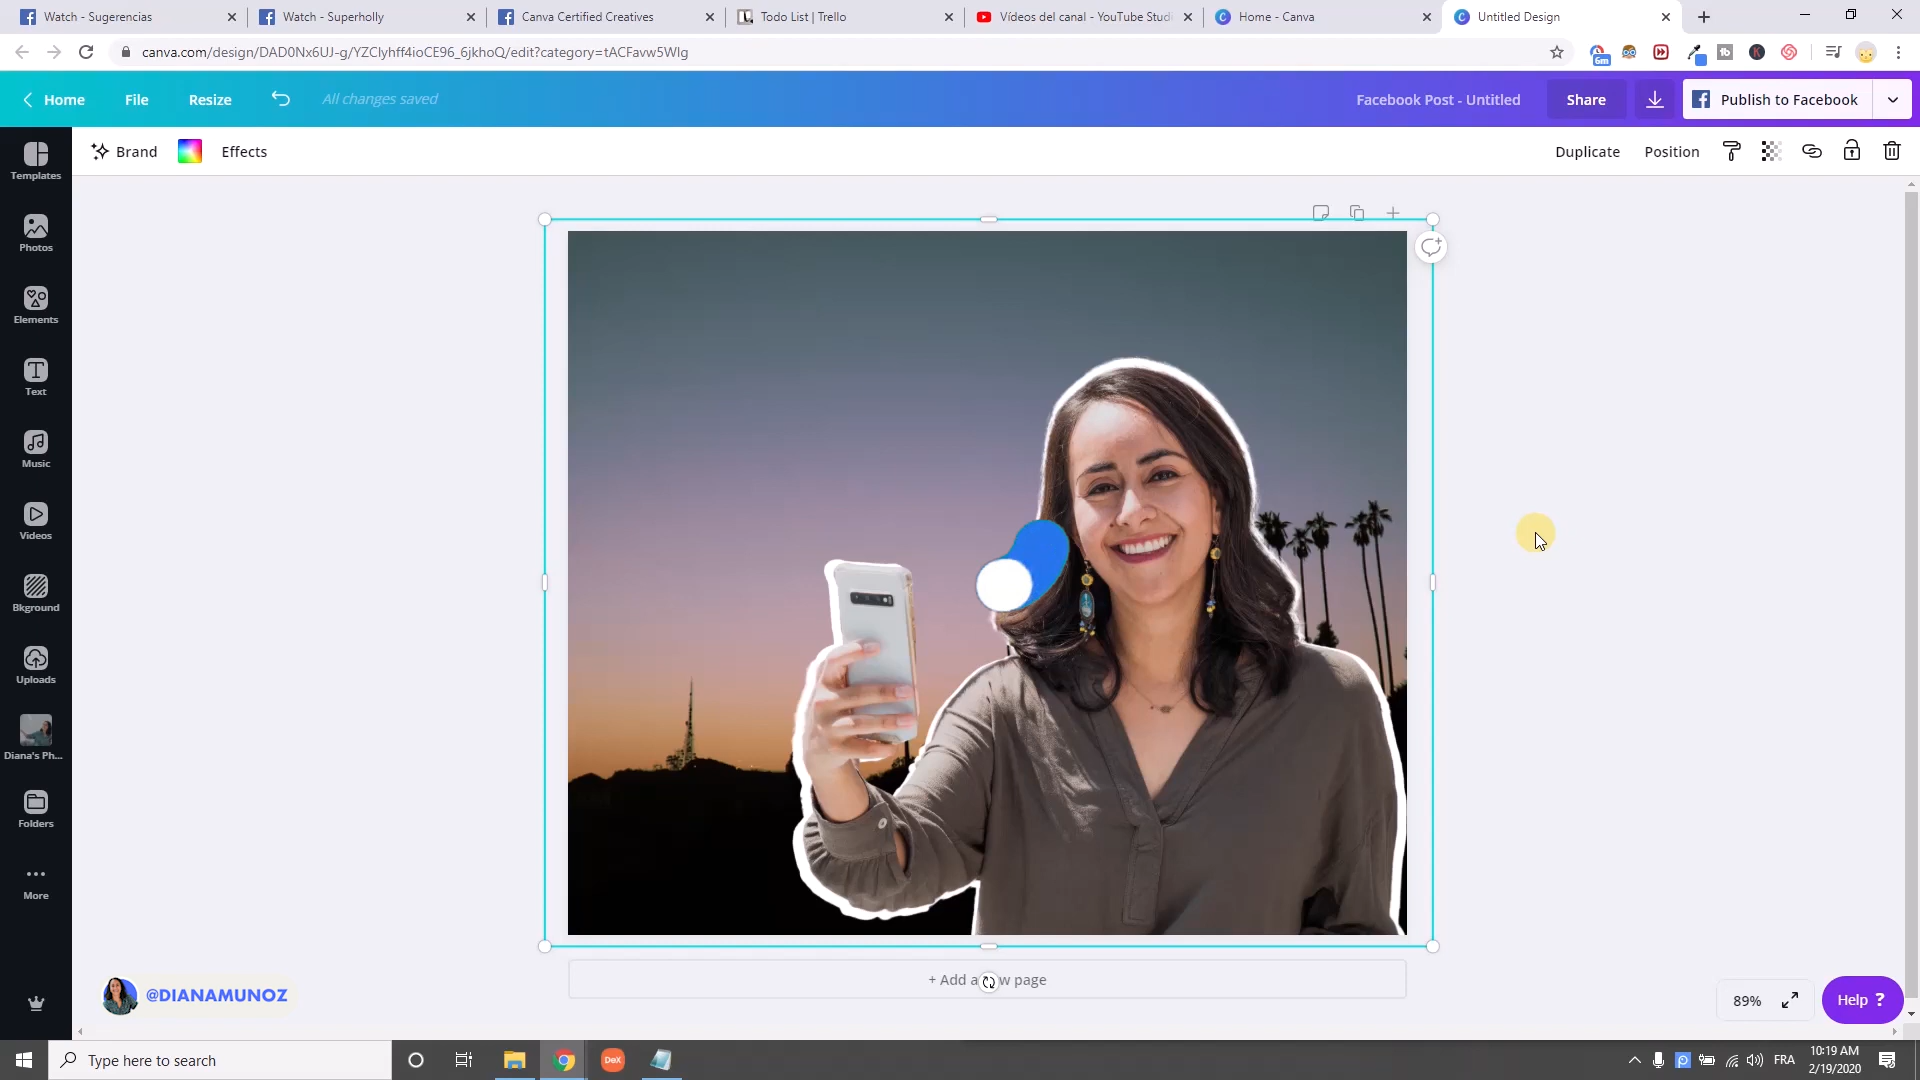 Watch - Sugerencias
Watch - Superholly
Canva Certified Creatives
Todo List | Trello
Vídeos del canal - YouTube Studi
Home - Canva
Untitled Design
canva.com/design/DAD0Nx6UJ-g/YZClyhff4ioCE96_6jkhoQ/edit?category=tACFavw5WIg
6m
Home
File
Resize
All changes saved
Facebook Post - Untitled
Share
Publish to Facebook
Brand
Effects
Duplicate
Position
Templates
Photos
Elements
Text
Music
Videos
Bkground
Uploads
Diana's Ph...
Folders
More
@DIANAMUNOZ
+ Add a w page
89%
Help ?
Type here to search
DeX
FRA
10:19 AM
2/19/2020